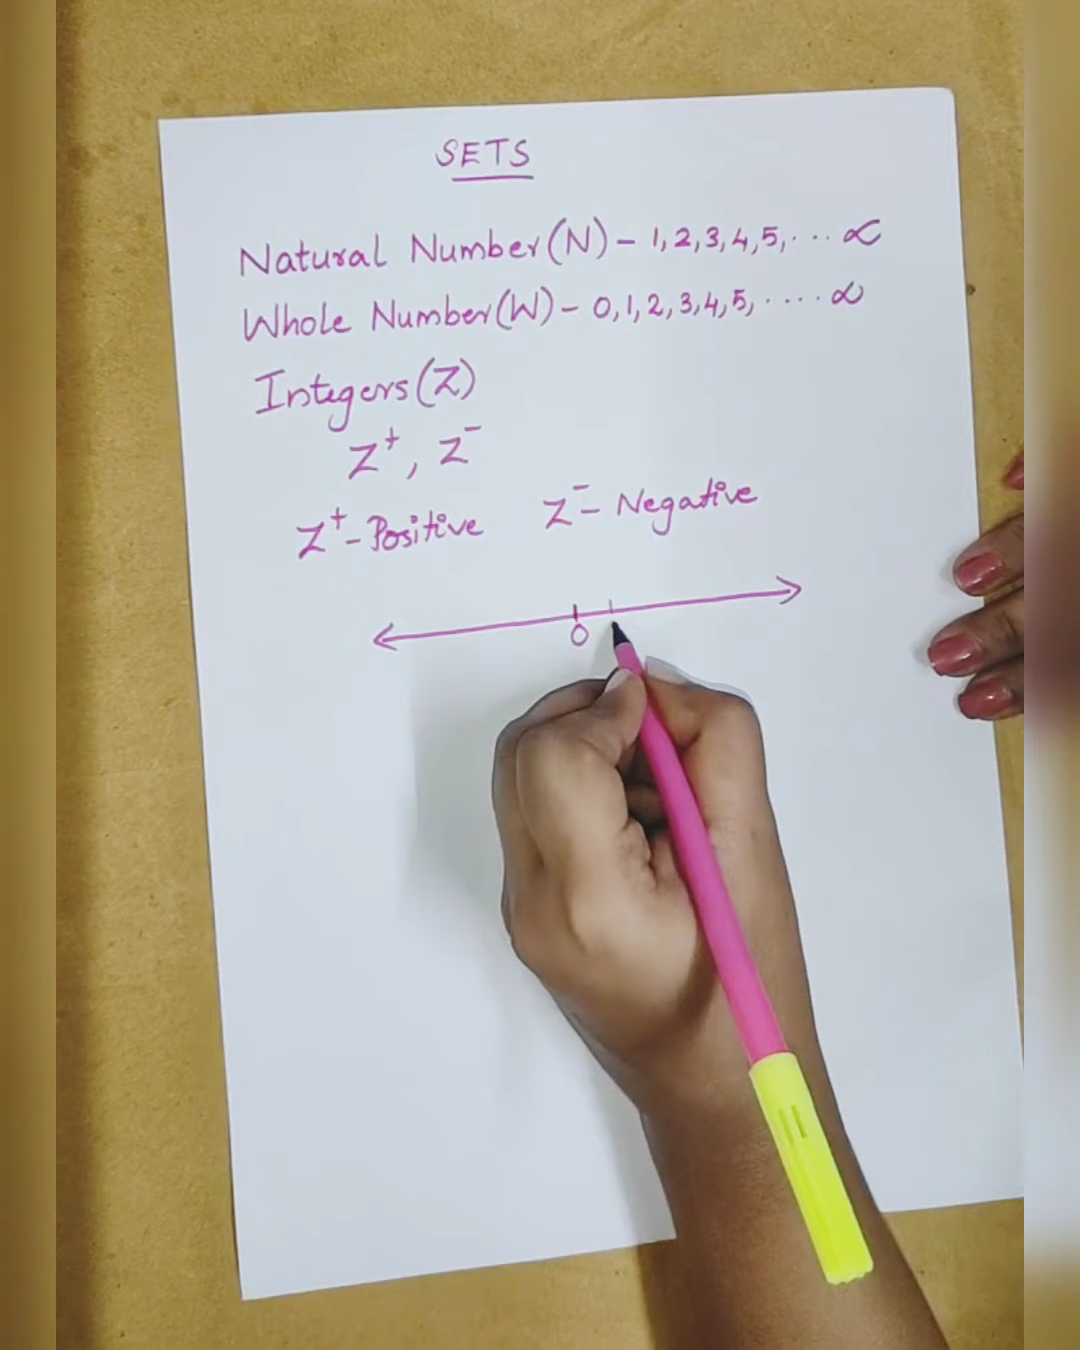 SETS
Natural Number (N) - 1, 2, 3, 4, 5, ... ∝
Whole Number (W) - 0, 1, 2, 3, 4, 5, .... ∝
Integers (Z)
Z⁺, Z⁻
Z⁺ - Positive Z⁻ - Negative
0